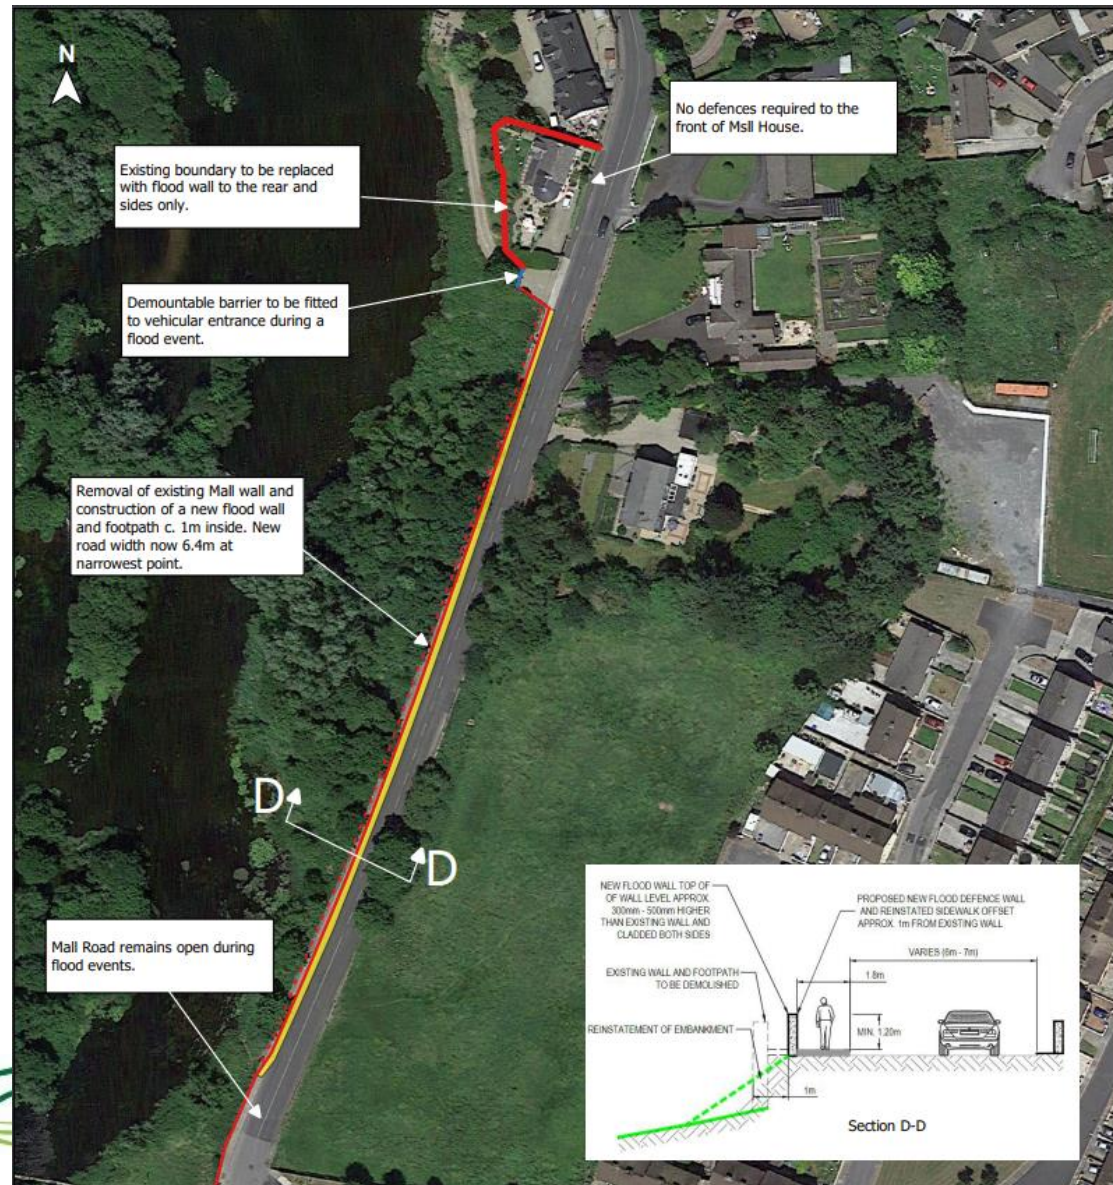 N
No defences required to the
front of Msll House.
Existing boundary to be replaced
with flood wall to the rear and
sides only.
Demountable barrier to be fitted
to vehicular entrance during a
flood event.
Removal of existing Mall wall and
construction of a new flood wall
and footpath c. 1m inside. New
road width now 6.4m at
narrowest point.
D
D
Mall Road remains open during
flood events.
NEW FLOOD WALL TOP OF
OF WALL LEVEL APPROX.
300mm - 500mm HIGHER
THAN EXISTING WALL AND
CLADDED BOTH SIDES
PROPOSED NEW FLOOD DEFENCE WALL
AND REINSTATED SIDEWALK OFFSET
APPROX. 1m FROM EXISTING WALL
VARIES (6m - 7m)
EXISTING WALL AND FOOTPATH
TO BE DEMOLISHED
1.8m
REINSTATEMENT OF EMBANKMENT
MIN. 1.20m
1m
Section D-D